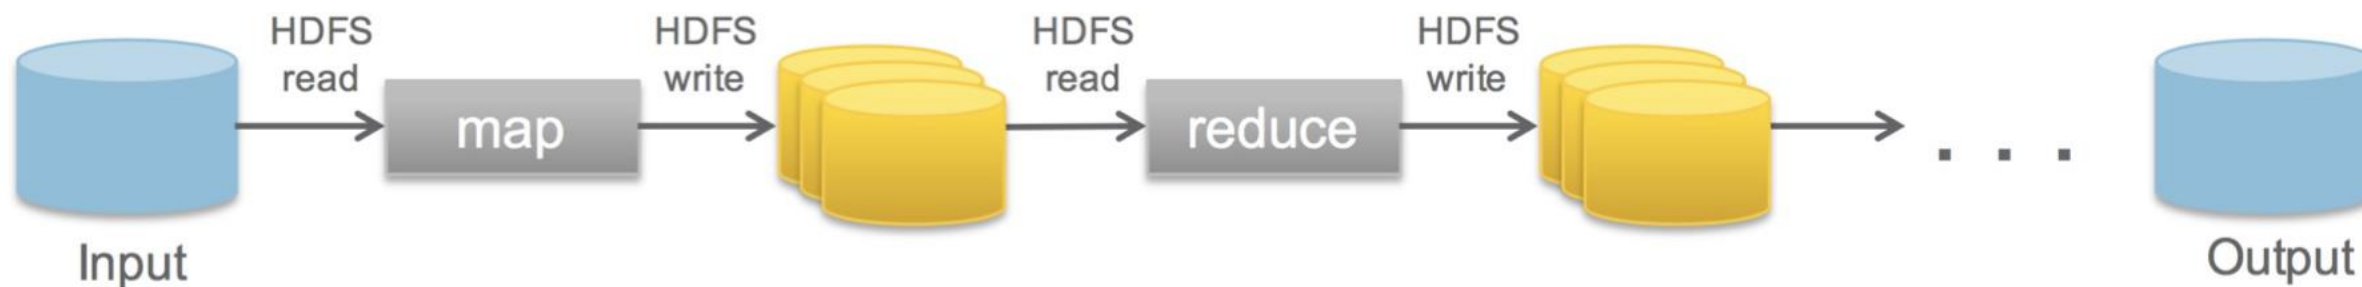 HDFS
read
HDFS
write
HDFS
read
HDFS
write
map
reduce
. . .
Input
Output